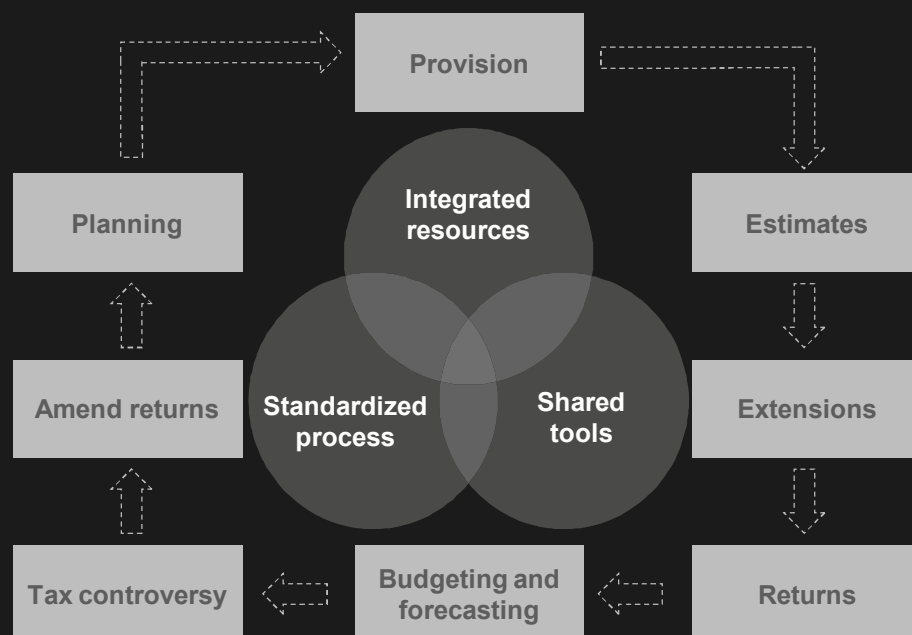 Provision
Integrated
resources
Planning
Estimates
Amend returns
Standardized
process
Shared
tools
Extensions
Tax controversy
Budgeting and
forecasting
Returns